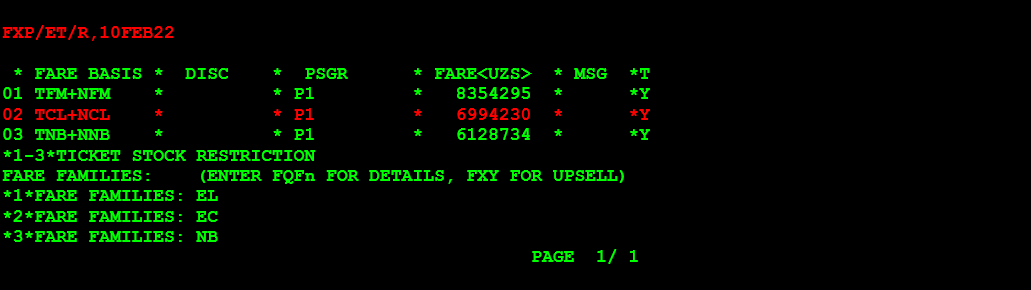 FXP/ET/R,10FEB22
* FARE BASIS * DISC * PSGR * FARE<UZS> * MSG *T
01 TFM+NFM * * P1 * 8354295 * *Y
02 TCL+NCL * * P1 * 6994230 * *Y
03 TNB+NNB * * P1 * 6128734 * *Y
*1-3*TICKET STOCK RESTRICTION
FARE FAMILIES: (ENTER FQFn FOR DETAILS, FXY FOR UPSELL)
*1*FARE FAMILIES: EL
*2*FARE FAMILIES: EC
*3*FARE FAMILIES: NB
PAGE 1/ 1